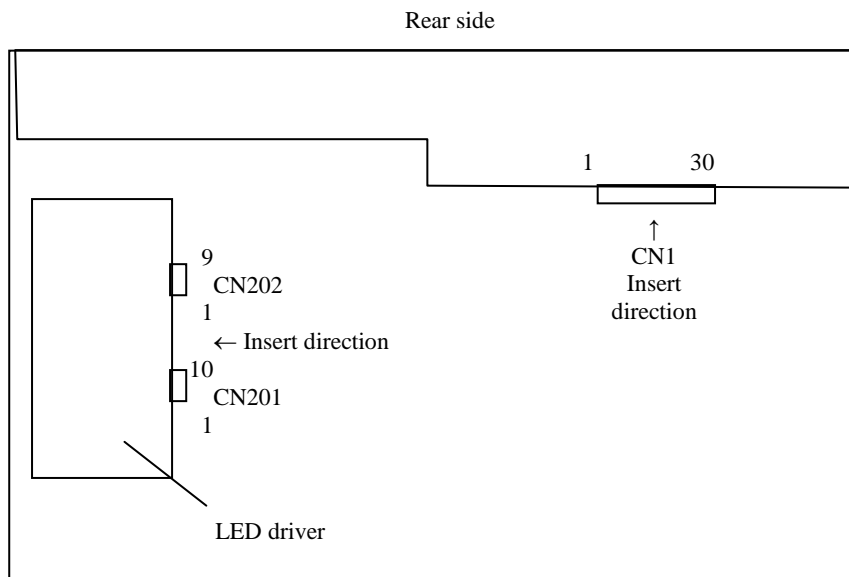 Rear side
1 30
↑
CN1
Insert
direction
9
CN202
1
← Insert direction
10
CN201
1
LED driver